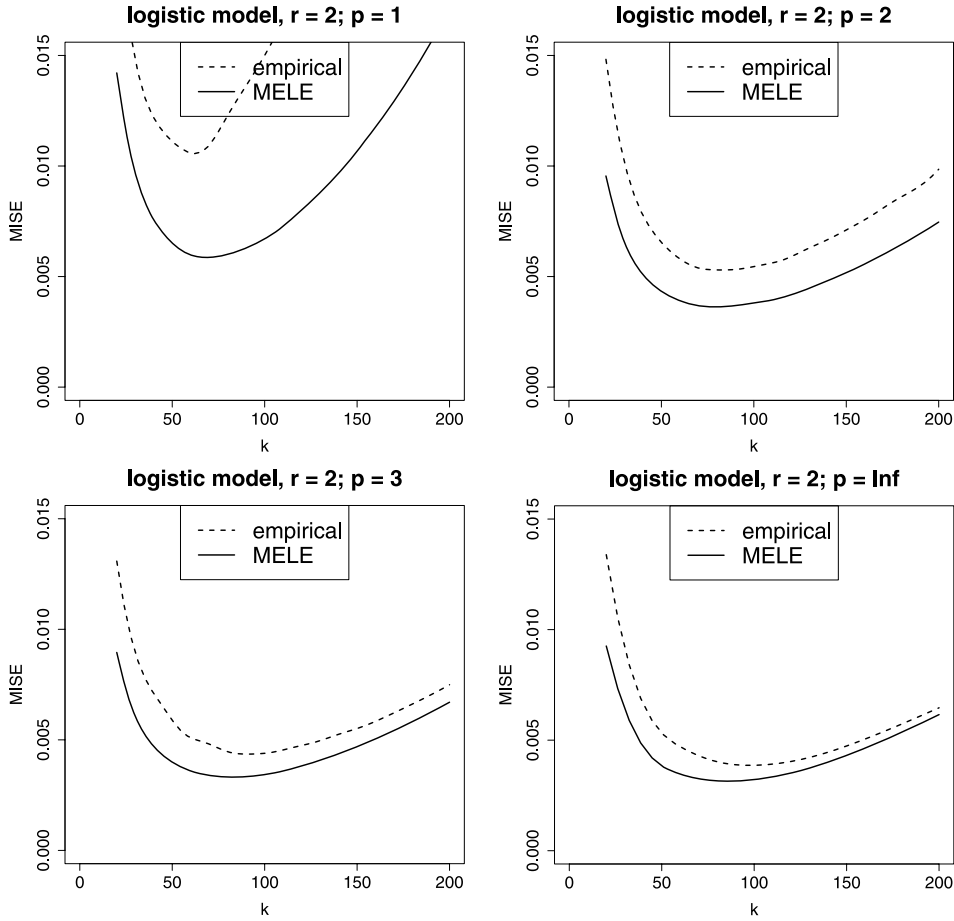 logistic model, r = 2; p = 1
MISE
0.000 0.005 0.010 0.015
empirical
MELE
0 50 100 150 200
k
logistic model, r = 2; p = 2
MISE
0.000 0.005 0.010 0.015
empirical
MELE
0 50 100 150 200
k
logistic model, r = 2; p = 3
MISE
0.000 0.005 0.010 0.015
empirical
MELE
0 50 100 150 200
k
logistic model, r = 2; p = Inf
MISE
0.000 0.005 0.010 0.015
empirical
MELE
0 50 100 150 200
k